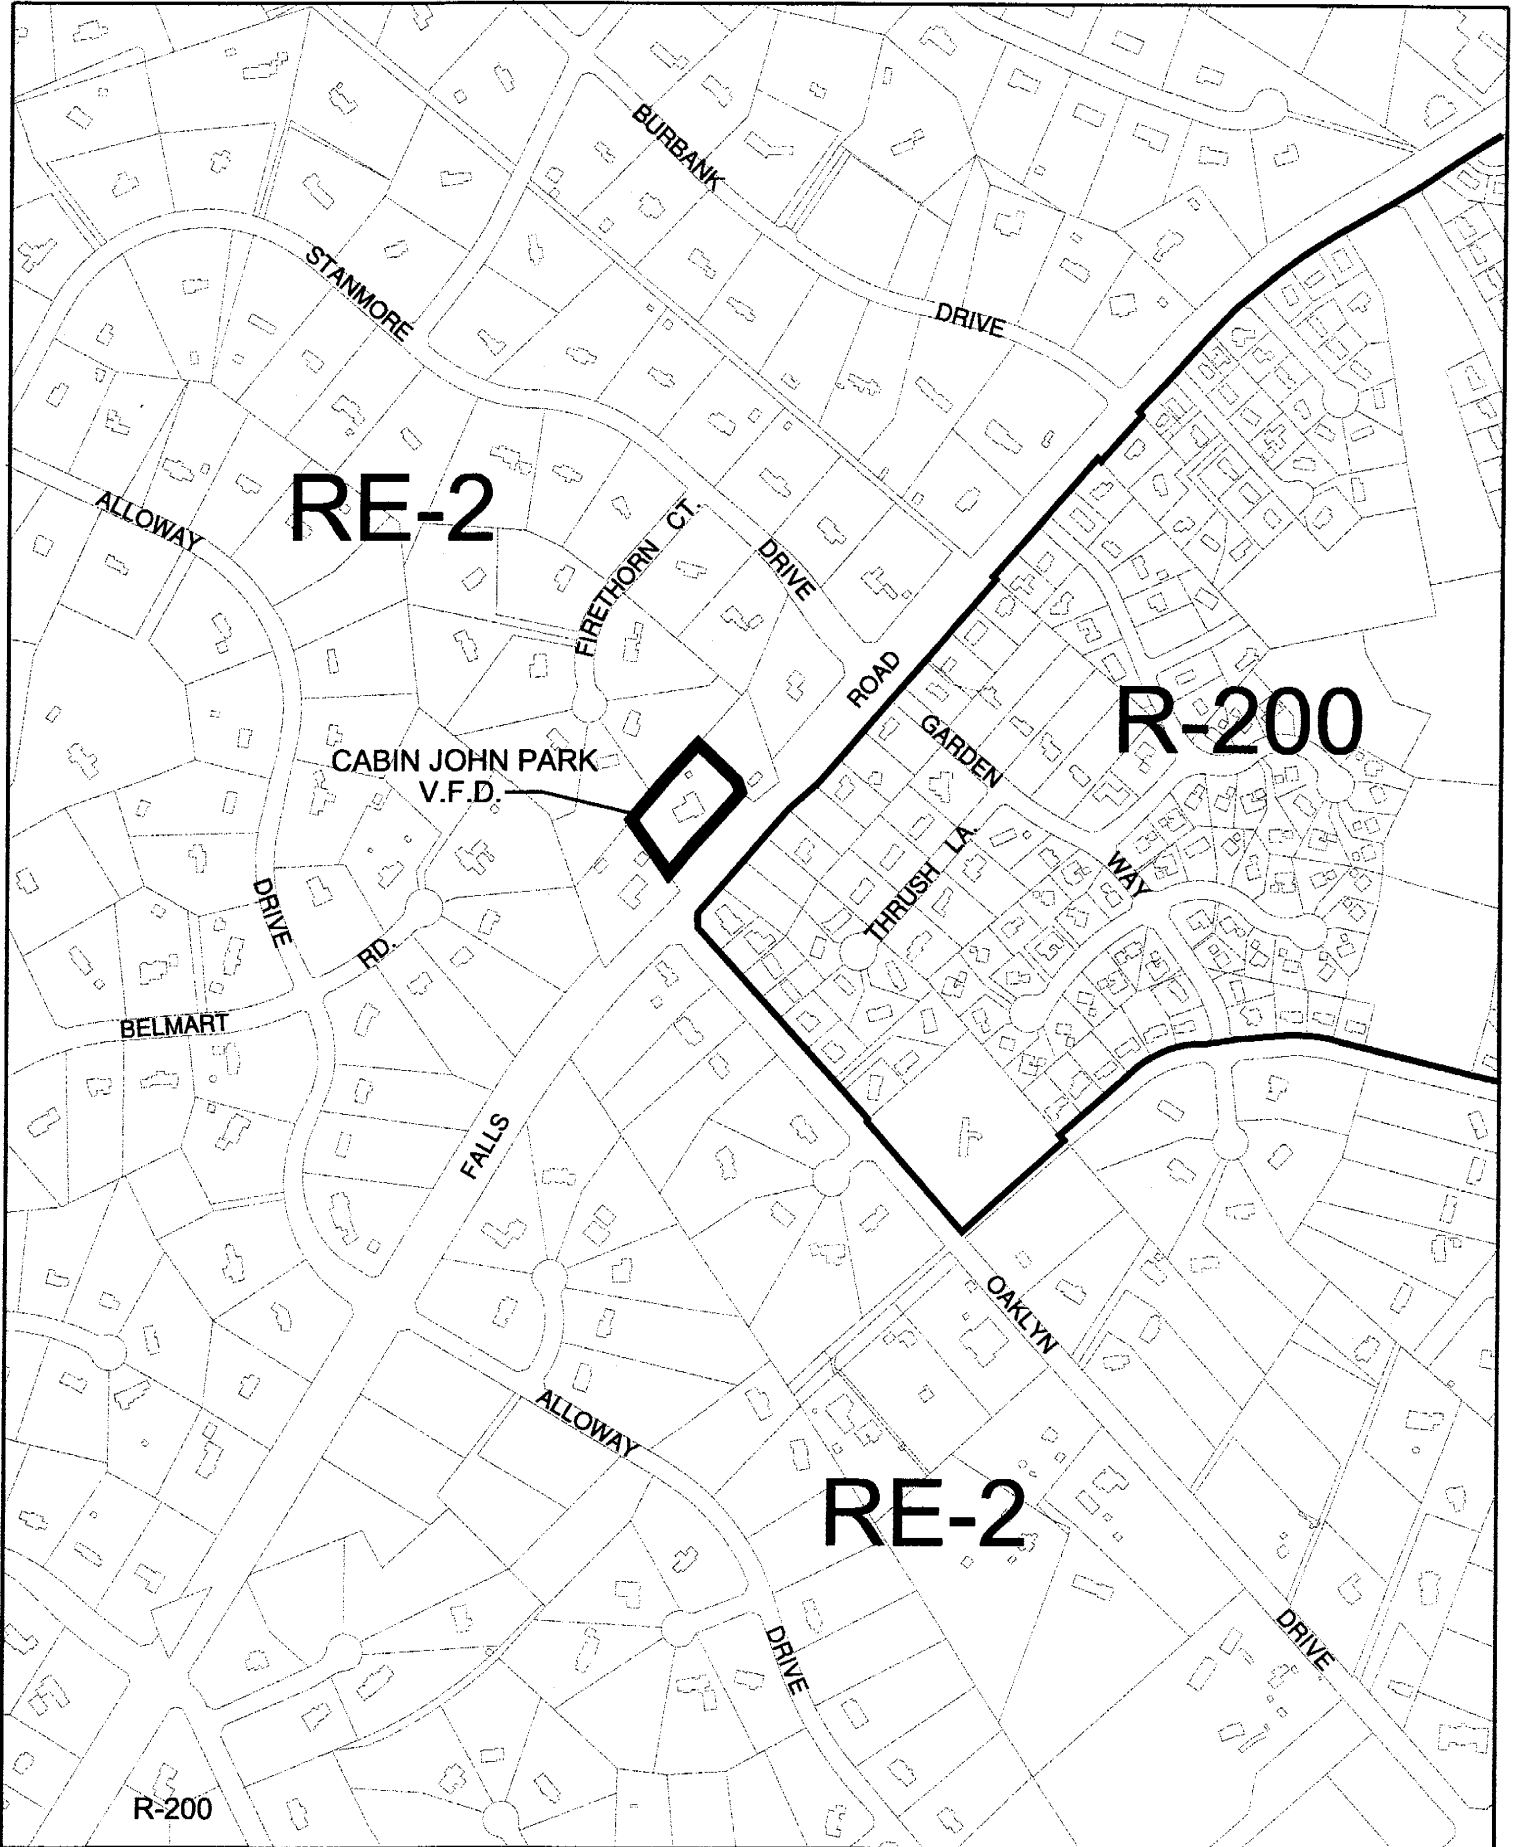 BURBANK
DRIVE
STANMORE
DRIVE
RE-2
ALLOWAY
DRIVE
FIRETHORN CT.
ROAD
R-200
GARDEN
WAY
CABIN JOHN PARK
V.F.D.
THRUSH LA.
RD.
BELMART
FALLS
OAKLYN
DRIVE
ALLOWAY
DRIVE
RE-2
R-200